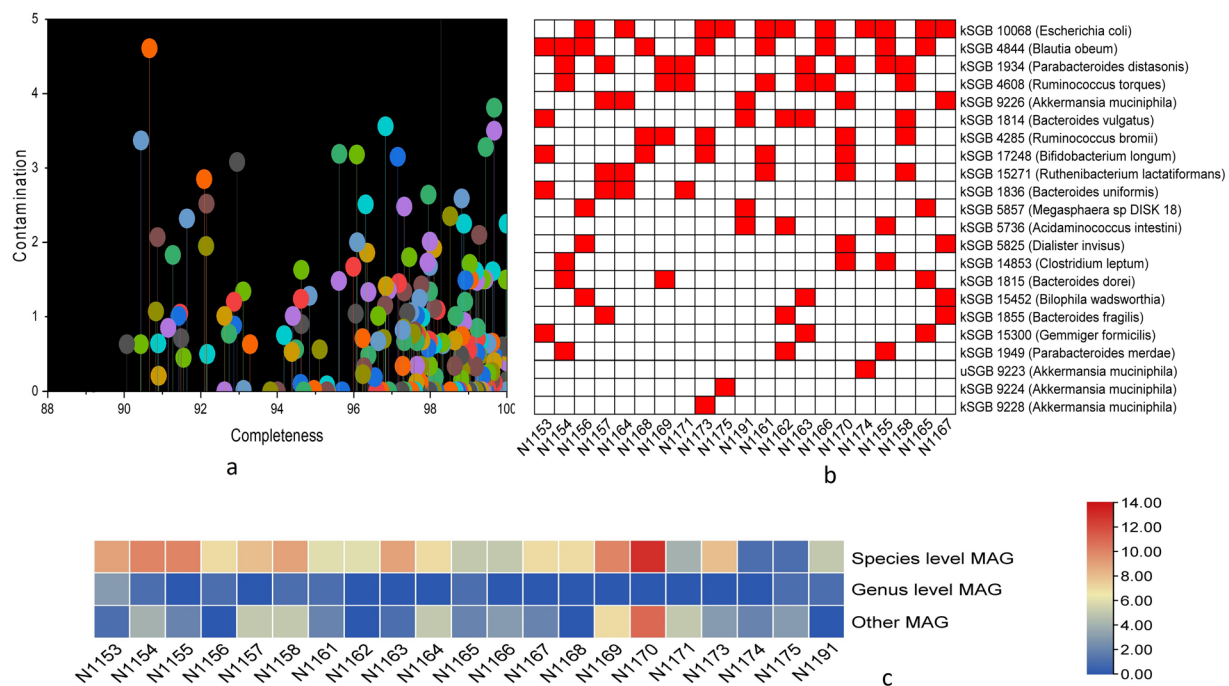 5
4
3
2
1
0
Contamination
88
90
92
94
96
98
100
Completeness
a
kSGB 10068 (Escherichia coli)
kSGB 4844 (Blautia obeum)
kSGB 1934 (Parabacteroides distasonis)
kSGB 4608 (Ruminococcus torques)
kSGB 9226 (Akkermansia muciniphila)
kSGB 1814 (Bacteroides vulgatus)
kSGB 4285 (Ruminococcus bromii)
kSGB 17248 (Bifidobacterium longum)
kSGB 15271 (Ruthenibacterium lactatiformans)
kSGB 1836 (Bacteroides uniformis)
kSGB 5857 (Megasphaera sp DISK 18)
kSGB 5736 (Acidaminococcus intestini)
kSGB 5825 (Dialister invisus)
kSGB 14853 (Clostridium leptum)
kSGB 1815 (Bacteroides dorei)
kSGB 15452 (Bilophila wadsworthia)
kSGB 1855 (Bacteroides fragilis)
kSGB 15300 (Gemmiger formicilis)
kSGB 1949 (Parabacteroides merdae)
uSGB 9223 (Akkermansia muciniphila)
kSGB 9224 (Akkermansia muciniphila)
kSGB 9228 (Akkermansia muciniphila)
N1153
N1154
N1156
N1157
N1164
N1168
N1169
N1171
N1173
N1175
N1191
N1161
N1162
N1163
N1166
N1170
N1174
N1155
N1158
N1165
N1167
b
Species level MAG
Genus level MAG
Other MAG
N1153
N1154
N1155
N1156
N1157
N1158
N1161
N1162
N1163
N1164
N1165
N1166
N1167
N1168
N1169
N1170
N1171
N1173
N1174
N1175
N1191
c
14.00
12.00
10.00
8.00
6.00
4.00
2.00
0.00